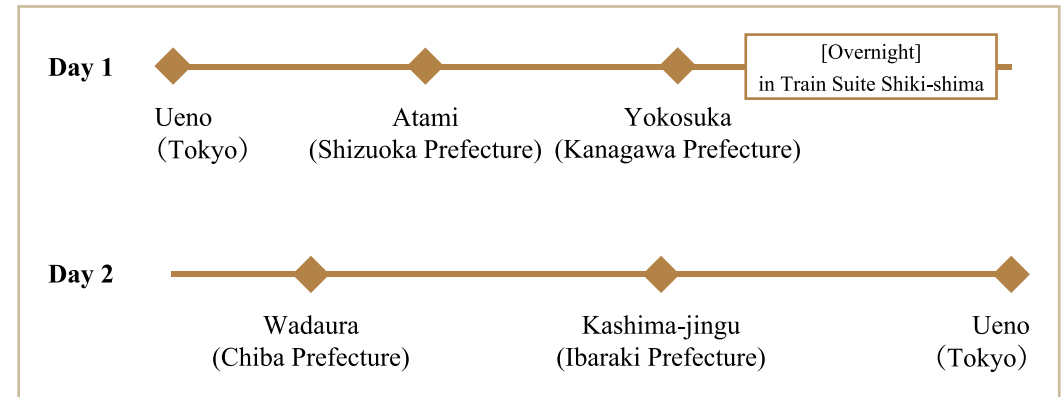 Day 1
[Overnight]
in Train Suite Shiki-shima
Ueno
（Tokyo）
Atami
(Shizuoka Prefecture)
Yokosuka
(Kanagawa Prefecture)
Day 2
Wadaura
(Chiba Prefecture)
Kashima-jingu
(Ibaraki Prefecture)
Ueno
（Tokyo）